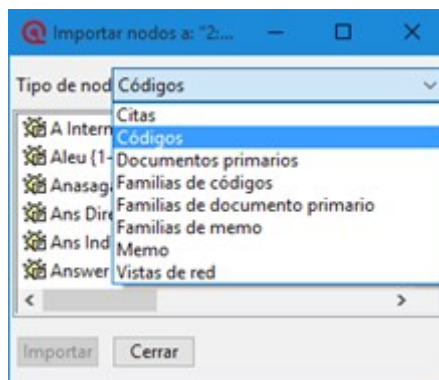 Importar nodos a: "2:...
Tipo de nod Códigos
Citas
A Intern
Códigos
Aleu {1-
Documentos primarios
Anasag
Familias de códigos
Ans Dire
Familias de documento primario
Familias de memo
Ans Ind
Memo
Answer
Vistas de red
Importar Cerrar